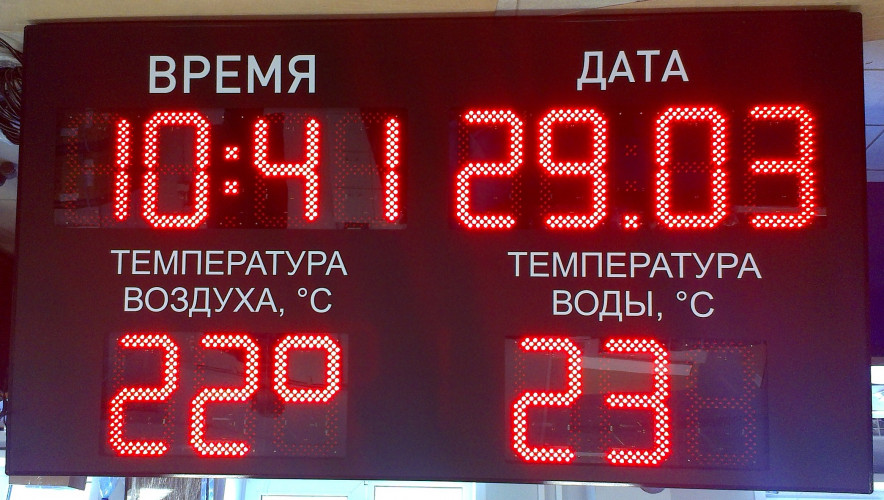 ВРЕМЯ
ДАТА
10:41
29.03
ТЕМПЕРАТУРА
ВОЗДУХА, °C
ТЕМПЕРАТУРА
ВОДЫ, °C
22°
23